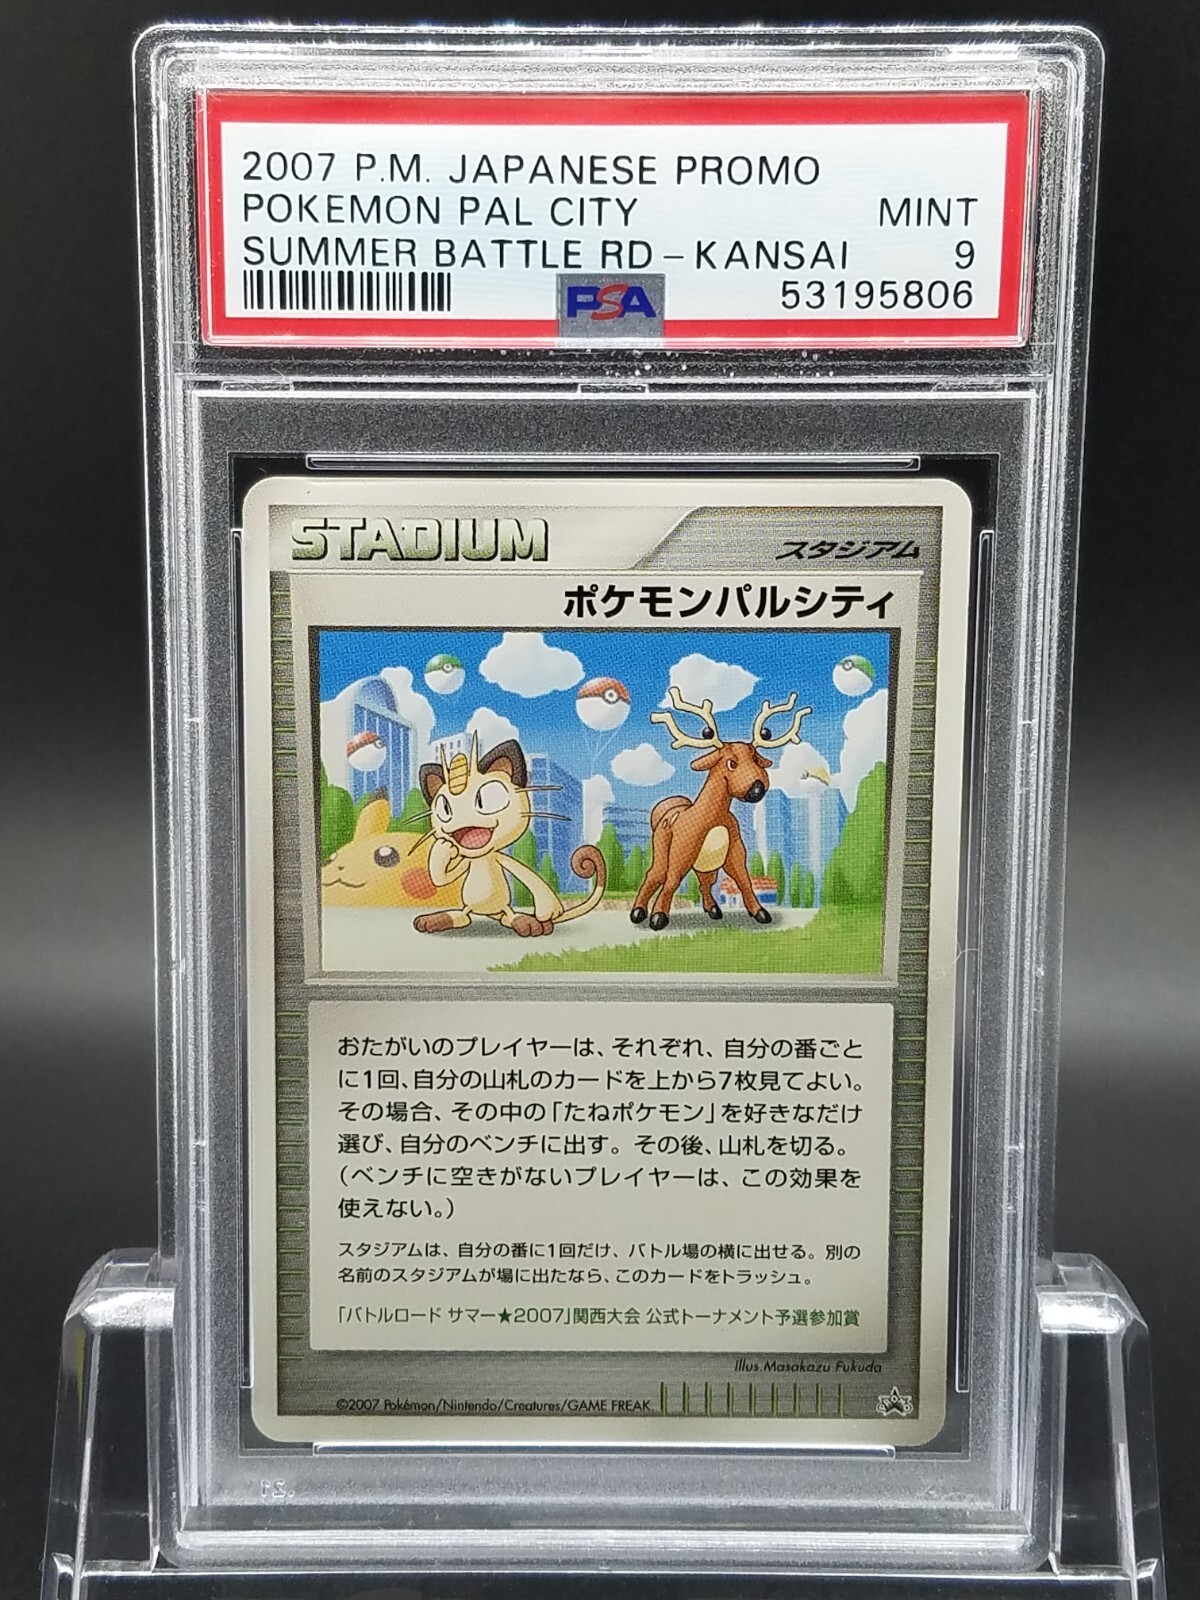 2007 P.M. JAPANESE PROMO
POKEMON PAL CITY MINT
SUMMER BATTLE RD - KANSAI 9
PSA 53195806
STADIUM スタジアム
ポケモンパルシティ
おたがいのプレイヤーは、それぞれ、自分の番ごと
に1回、自分の山札のカードを上から7枚見てよい。
その場合、その中の「たねポケモン」を好きなだけ
選び、自分のベンチに出す。その後、山札を切る。
(ベンチに空きがないプレイヤーは、この効果を
使えない。)
スタジアムは、自分の番に1回だけ、バトル場の横に出せる。別の
名前のスタジアムが場に出たなら、このカードをトラッシュ。
「バトルロード サマー★2007」関西大会 公式トーナメント予選参加賞
Illus.Masakazu Fukuda
©2007 Pokémon/Nintendo/Creatures/GAME FREAK.